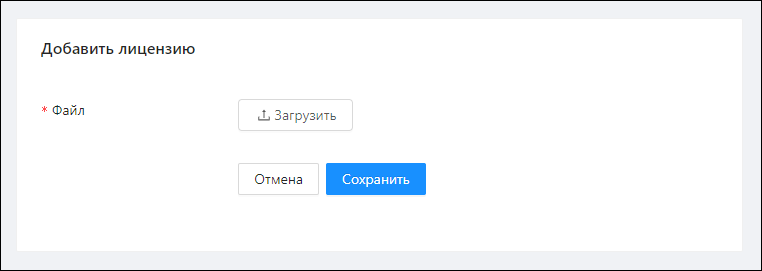 Добавить лицензию
* Файл
Загрузить
Отмена
Сохранить